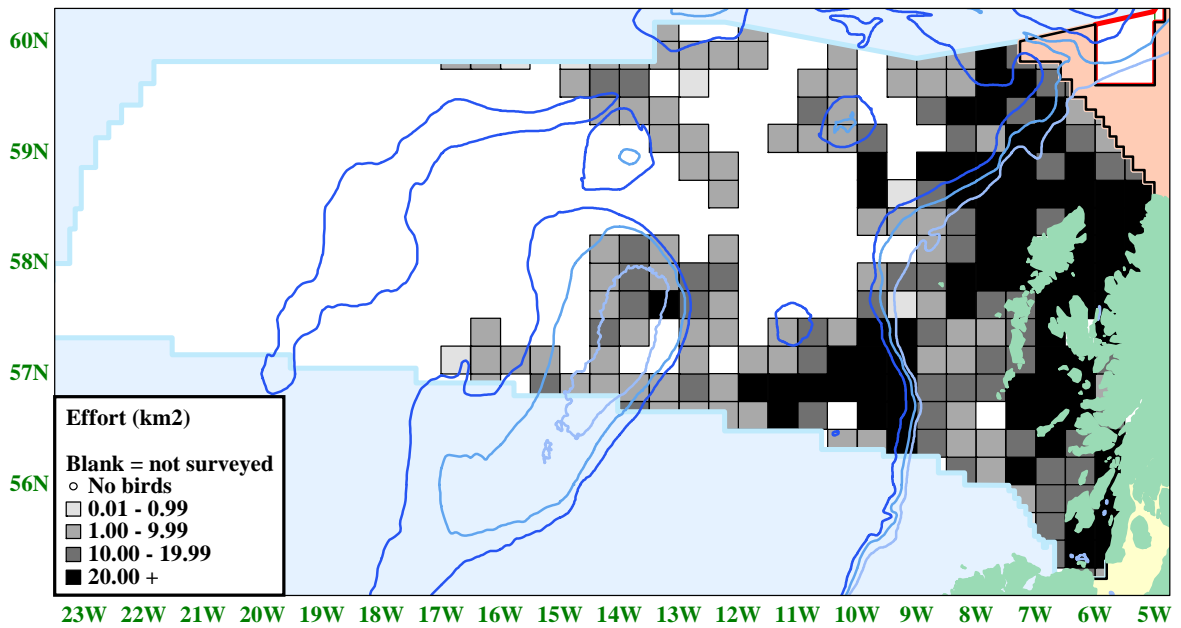 60N
59N
58N
57N
56N
Effort (km2)
Blank = not surveyed
No birds
0.01 - 0.99
1.00 - 9.99
10.00 - 19.99
20.00 +
23W 22W 21W 20W 19W 18W 17W 16W 15W 14W 13W 12W 11W 10W 9W 8W 7W 6W 5W